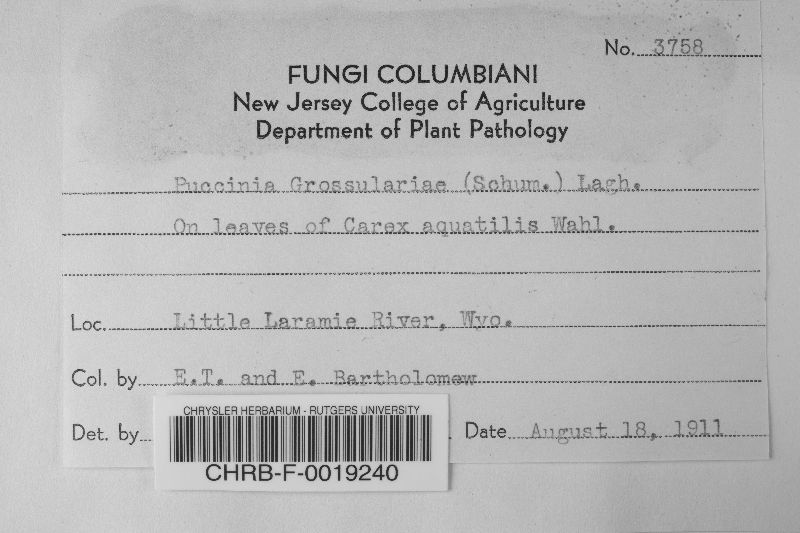 No. 3758
FUNGI COLUMBIANI
New Jersey College of Agriculture
Department of Plant Pathology
Puccinia Grossulariae (Schum.) Lagh.
On leaves of Carex aquatilis Wahl.
Loc. Little Laramie River, Wyo.
Col. by E.T. and E. Bartholomew
Det. by Date August 18, 1911
CHRYSLER HERBARIUM - RUTGERS UNIVERSITY
CHRB-F-0019240